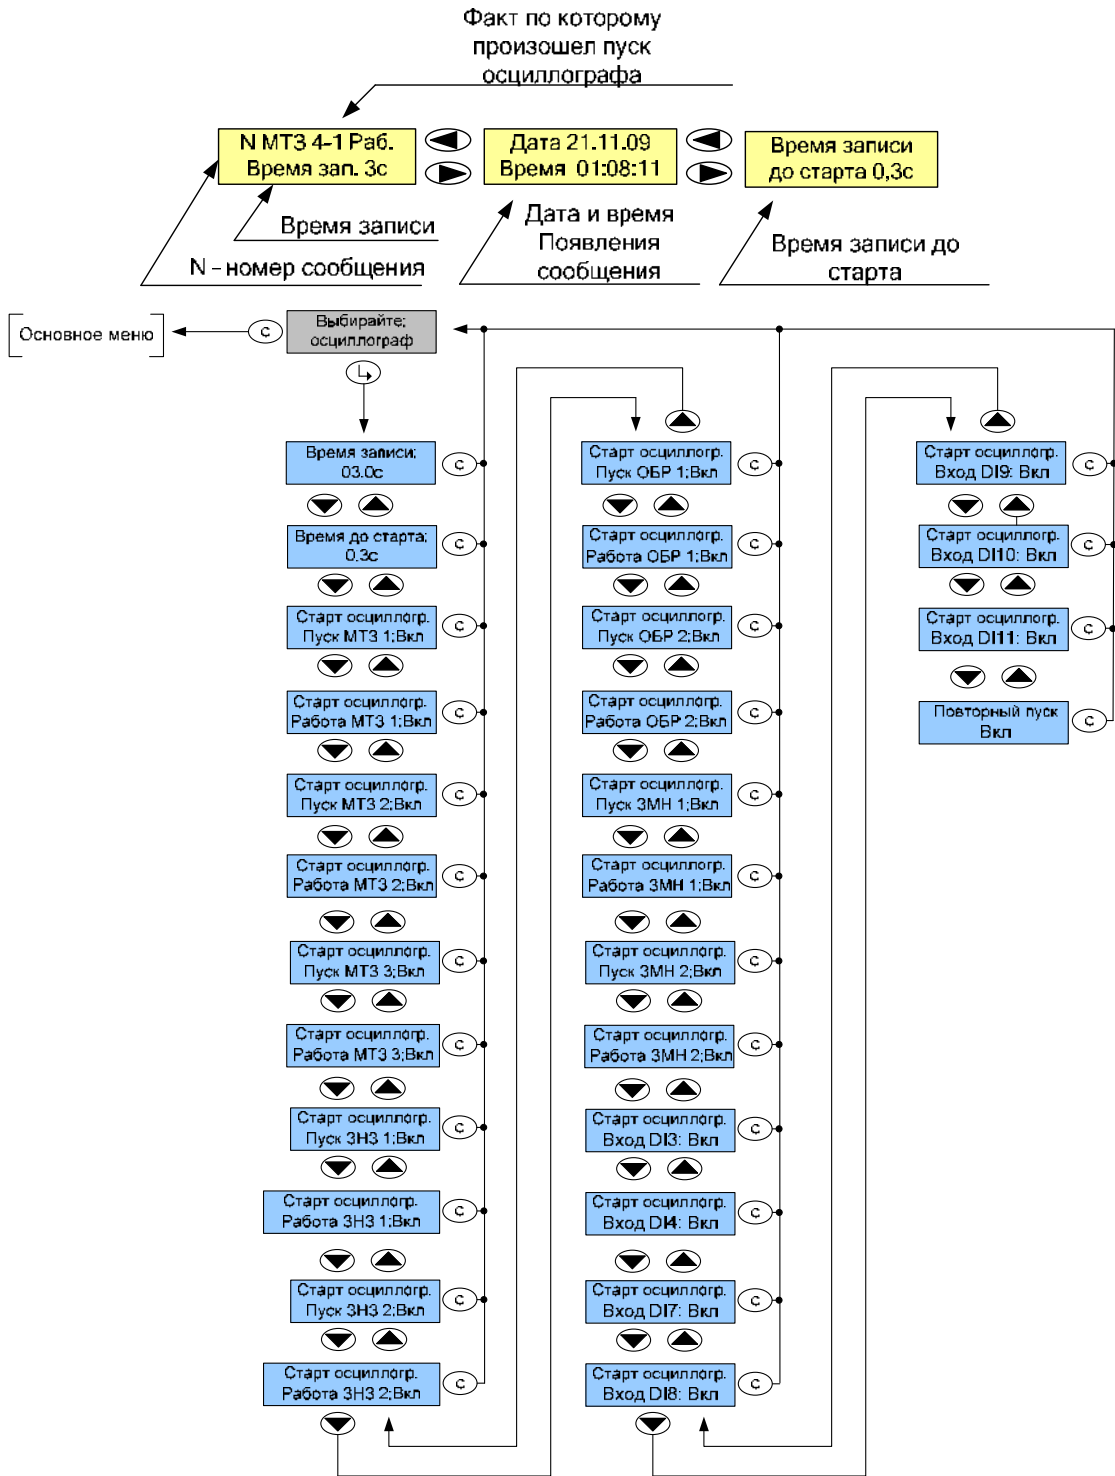 Факт по которому
произошел пуск
осциллографа
N МТЗ 4-1 Раб.
Время зап. 3с
Дата 21.11.09
Время 01:08:11
Время записи
до старта 0,3с
Время записи
N – номер сообщения
Дата и время
Появления
сообщения
Время записи до
старта
Основное меню
С
Выбирайте;
осциллограф
Время записи;
03.0с
С
Время до старта;
0.3с
С
Старт осциллогр.
Пуск МТЗ 1;Вкл
С
Старт осциллогр.
Работа МТЗ 1;Вкл
С
Старт осциллогр.
Пуск МТЗ 2;Вкл
С
Старт осциллогр.
Работа МТЗ 2;Вкл
С
Старт осциллогр.
Пуск МТЗ 3;Вкл
С
Старт осциллогр.
Работа МТЗ 3;Вкл
С
Старт осциллогр.
Пуск ЗНЗ 1;Вкл
С
Старт осциллогр.
Работа ЗНЗ 1;Вкл
С
Старт осциллогр.
Пуск ЗНЗ 2;Вкл
С
Старт осциллогр.
Работа ЗНЗ 2;Вкл
С
Старт осциллогр.
Пуск ОБР 1;Вкл
С
Старт осциллогр.
Работа ОБР 1;Вкл
С
Старт осциллогр.
Пуск ОБР 2;Вкл
С
Старт осциллогр.
Работа ОБР 2;Вкл
С
Старт осциллогр.
Пуск ЗМН 1;Вкл
С
Старт осциллогр.
Работа ЗМН 1;Вкл
С
Старт осциллогр.
Пуск ЗМН 2;Вкл
С
Старт осциллогр.
Работа ЗМН 2;Вкл
С
Старт осциллогр.
Вход DI3: Вкл
С
Старт осциллогр.
Вход DI4: Вкл
С
Старт осциллогр.
Вход DI7: Вкл
С
Старт осциллогр.
Вход DI8: Вкл
С
Старт осциллогр.
Вход DI9: Вкл
С
Старт осциллогр.
Вход DI10: Вкл
С
Старт осциллогр.
Вход DI11: Вкл
С
Повторный пуск
Вкл
С